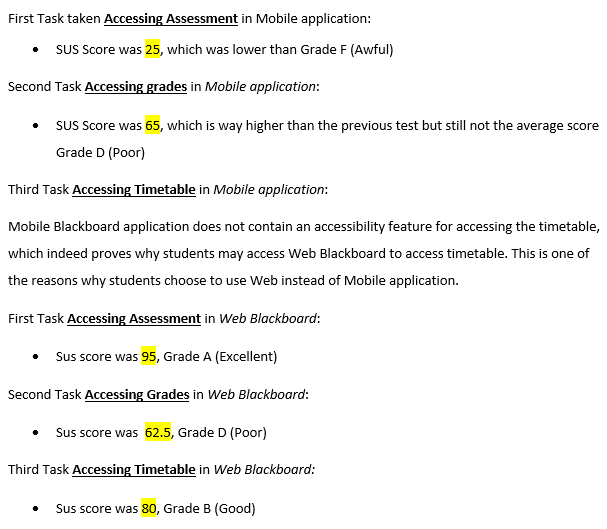 First Task taken Accessing Assessment in Mobile application:
• SUS Score was 25, which was lower than Grade F (Awful)
Second Task Accessing grades in Mobile application:
• SUS Score was 65, which is way higher than the previous test but still not the average score
Grade D (Poor)
Third Task Accessing Timetable in Mobile application:
Mobile Blackboard application does not contain an accessibility feature for accessing the timetable,
which indeed proves why students may access Web Blackboard to access timetable. This is one of
the reasons why students choose to use Web instead of Mobile application.
First Task Accessing Assessment in Web Blackboard:
• Sus score was 95, Grade A (Excellent)
Second Task Accessing Grades in Web Blackboard:
• Sus score was 62.5, Grade D (Poor)
Third Task Accessing Timetable in Web Blackboard:
• Sus score was 80, Grade B (Good)